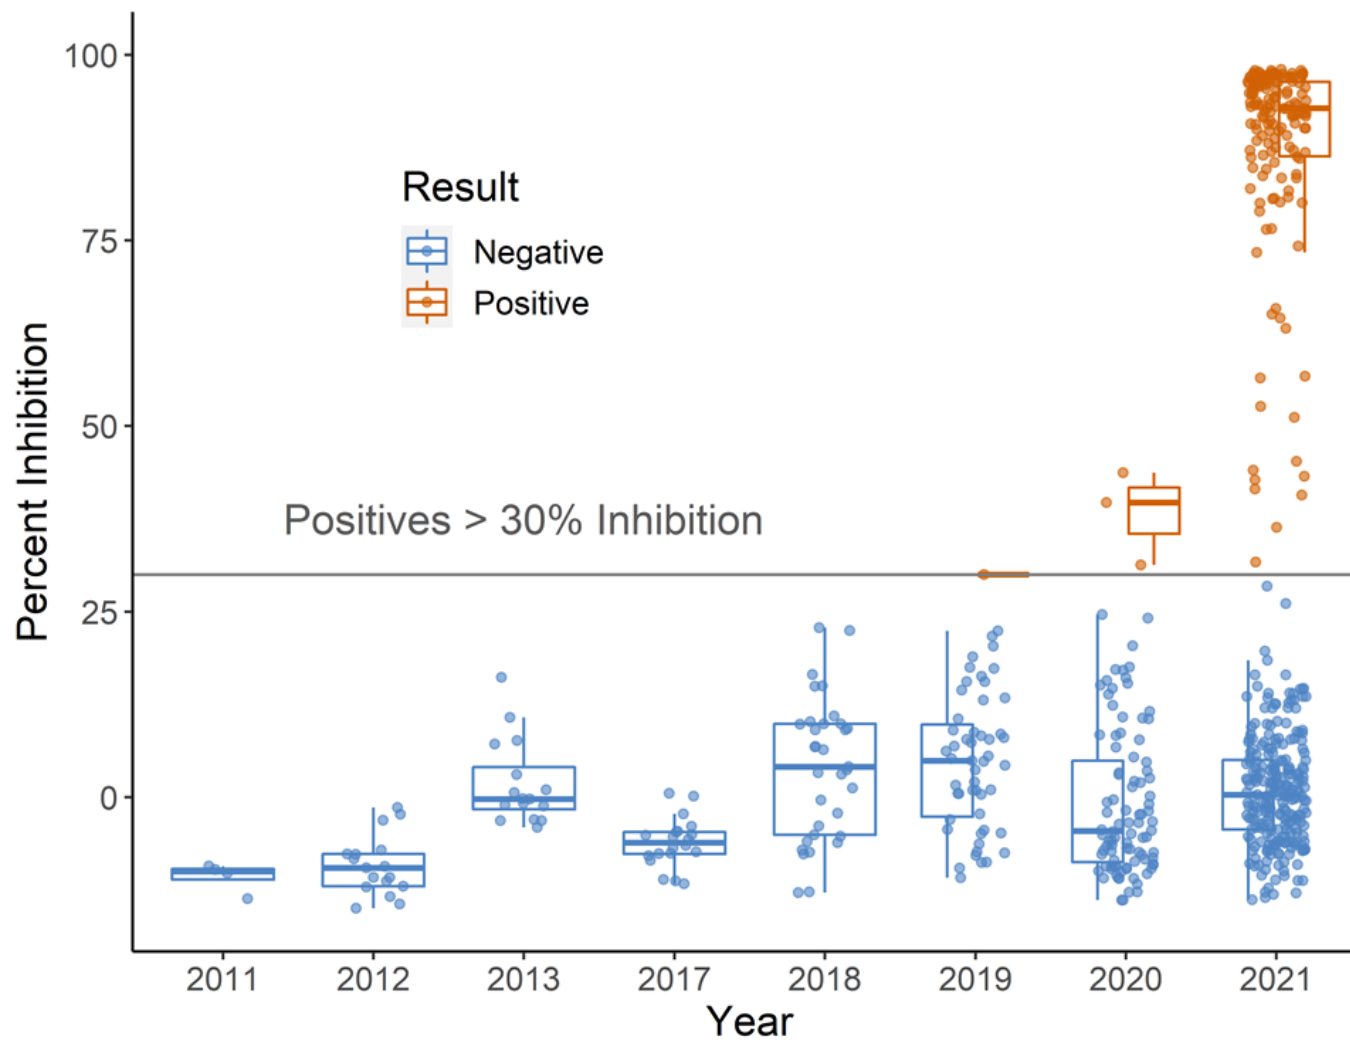 100
75
50
25
0
Percent Inhibition
Result
Negative
Positive
Positives > 30% Inhibition
2011 2012 2013 2017 2018 2019 2020 2021
Year